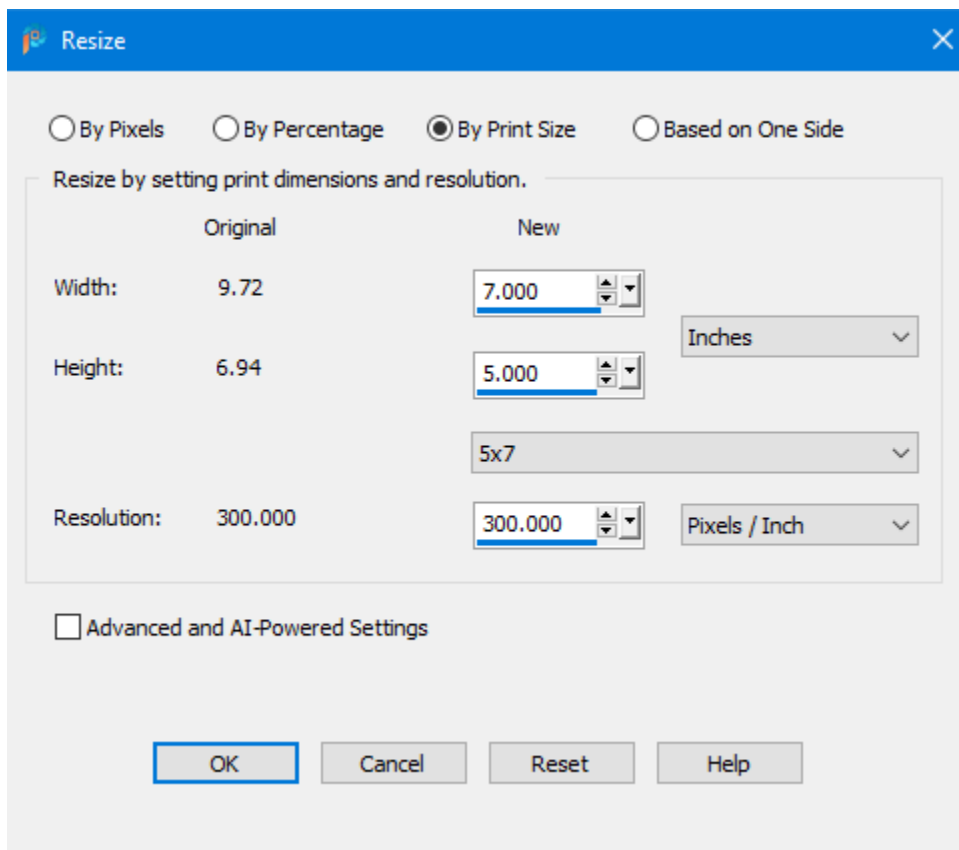 Resize
By Pixels By Percentage By Print Size Based on One Side
Resize by setting print dimensions and resolution.
Original New
Width: 9.72 7.000
Inches
Height: 6.94 5.000
5x7
Resolution: 300.000 300.000 Pixels / Inch
Advanced and AI-Powered Settings
OK Cancel Reset Help